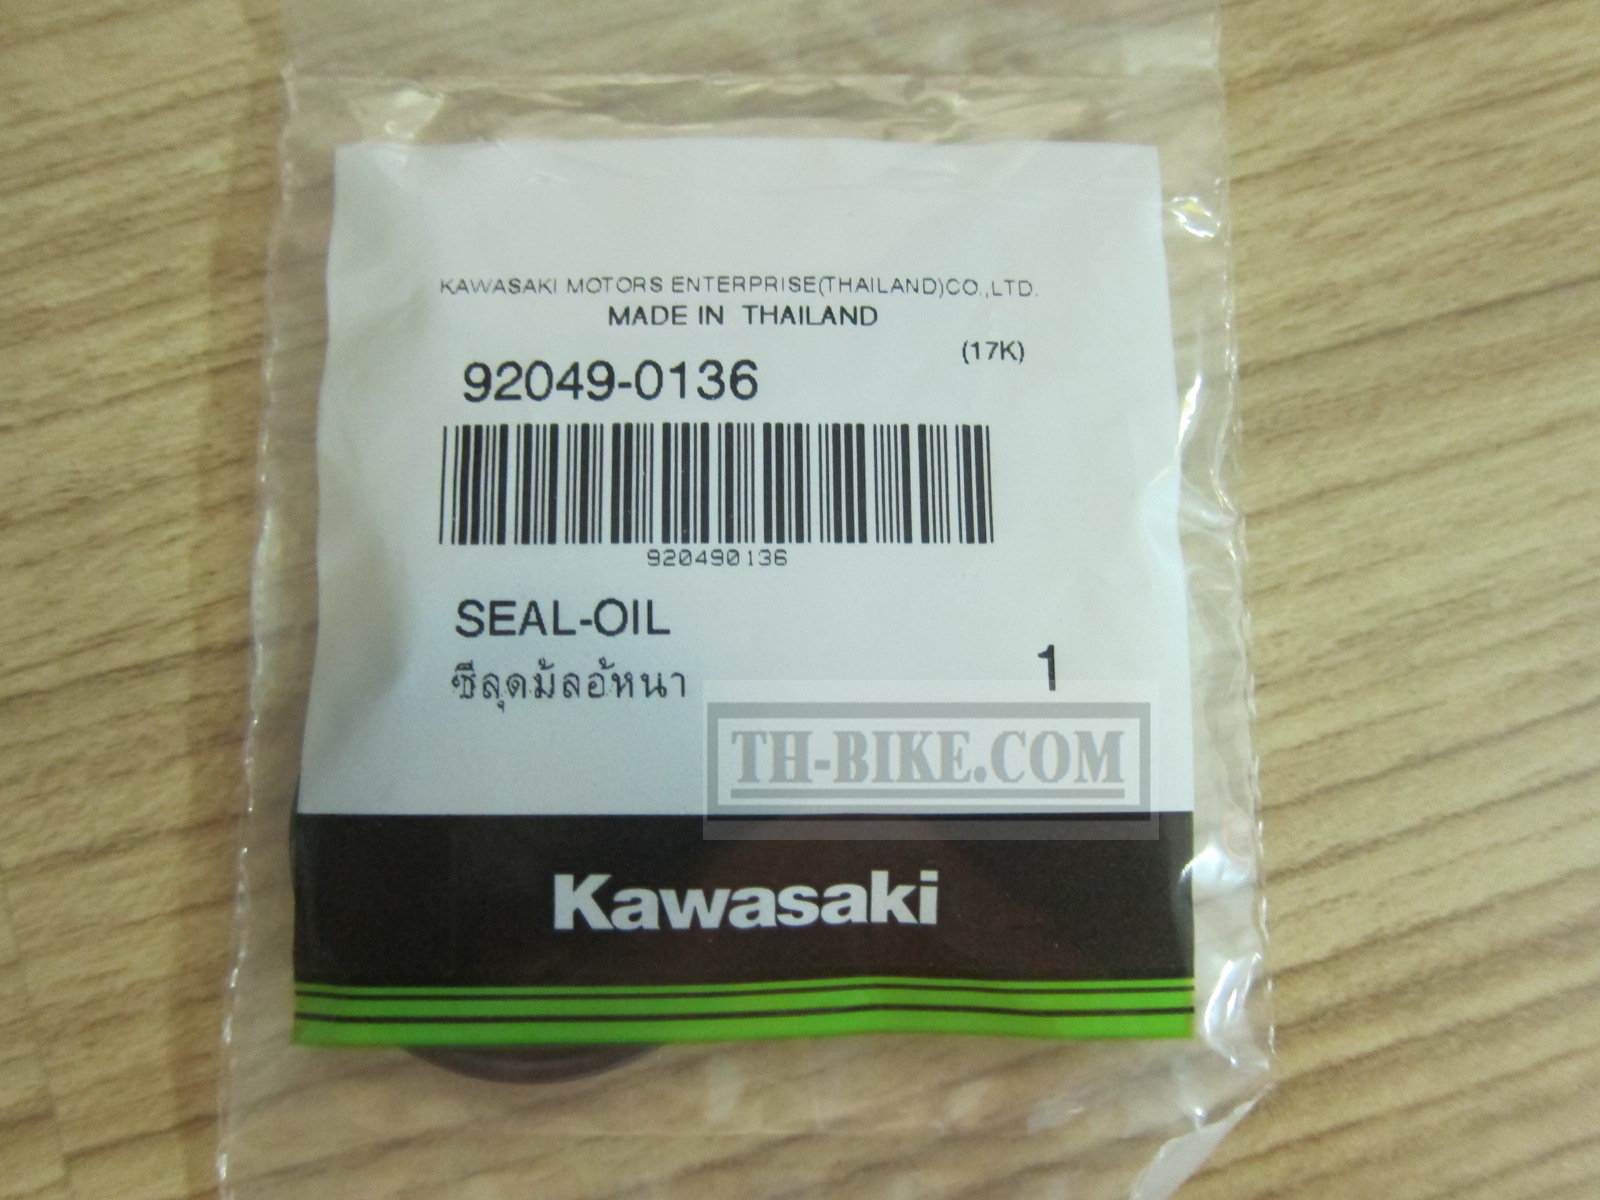 KAWASAKI MOTORS ENTERPRISE(THAILAND)CO.,LTD.
MADE IN THAILAND
(17K)
92049-0136
920490136
SEAL-OIL
ซีลดุมล้อหน้า
1
TH-BIKE.COM
Kawasaki